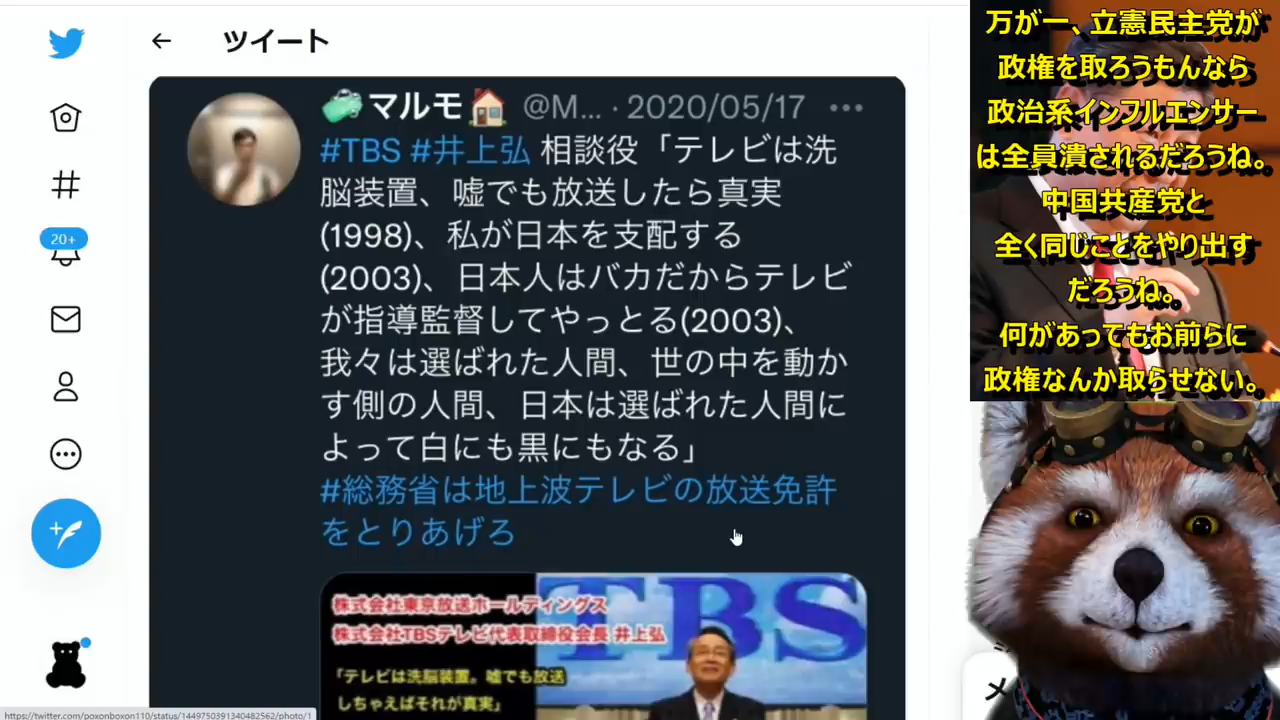 ツイート
マルモ @M... · 2020/05/17
#TBS #井上弘 相談役「テレビは洗
脳装置、嘘でも放送したら真実
(1998)、私が日本を支配する
(2003)、日本人はバカだからテレビ
が指導監督してやっとる(2003)、
我々は選ばれた人間、世の中を動か
す側の人間、日本は選ばれた人間に
よって白にも黒にもなる」
#総務省は地上波テレビの放送免許
をとりあげろ
株式会社東京放送ホールディングス
株式会社TBSテレビ代表取締役会長 井上弘
「テレビは洗脳装置。嘘でも放送
しちゃえばそれが真実」
TBS
20+
https://twitter.com/poxonboxon110/status/1449750391340482562/photo/1
万が一、立憲民主党が
政権を取ろうもんなら
政治系インフルエンサー
は全員潰されるだろうね。
中国共産党と
全く同じことをやり出す
だろうね。
何があってもお前らに
政権なんか取らせない。
メ